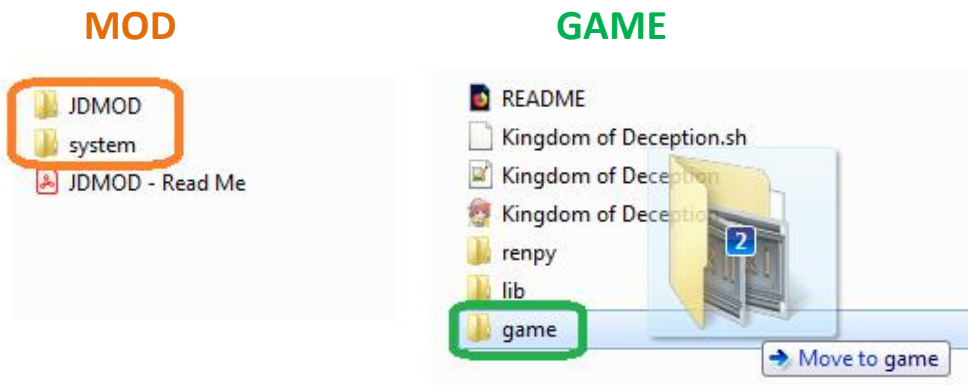 MOD
GAME
JDMOD
system
JDMOD - Read Me
README
Kingdom of Deception.sh
Kingdom of Deception
Kingdom of Deception
renpy
lib
game
2
Move to game